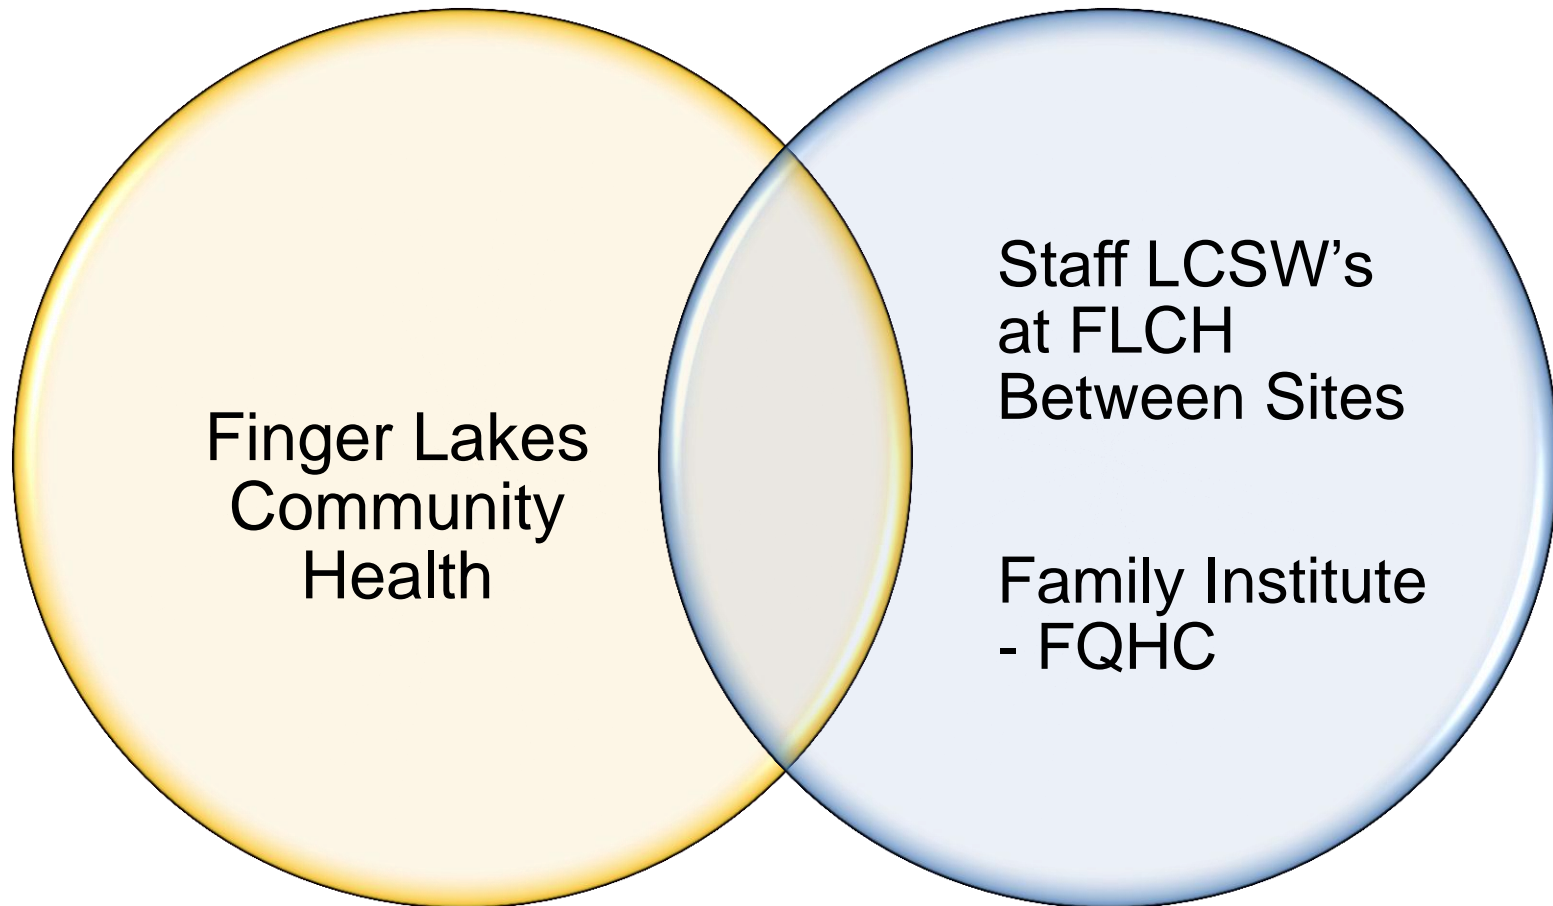 Finger Lakes
Community
Health
Staff LCSW’s
at FLCH
Between Sites
Family Institute
- FQHC